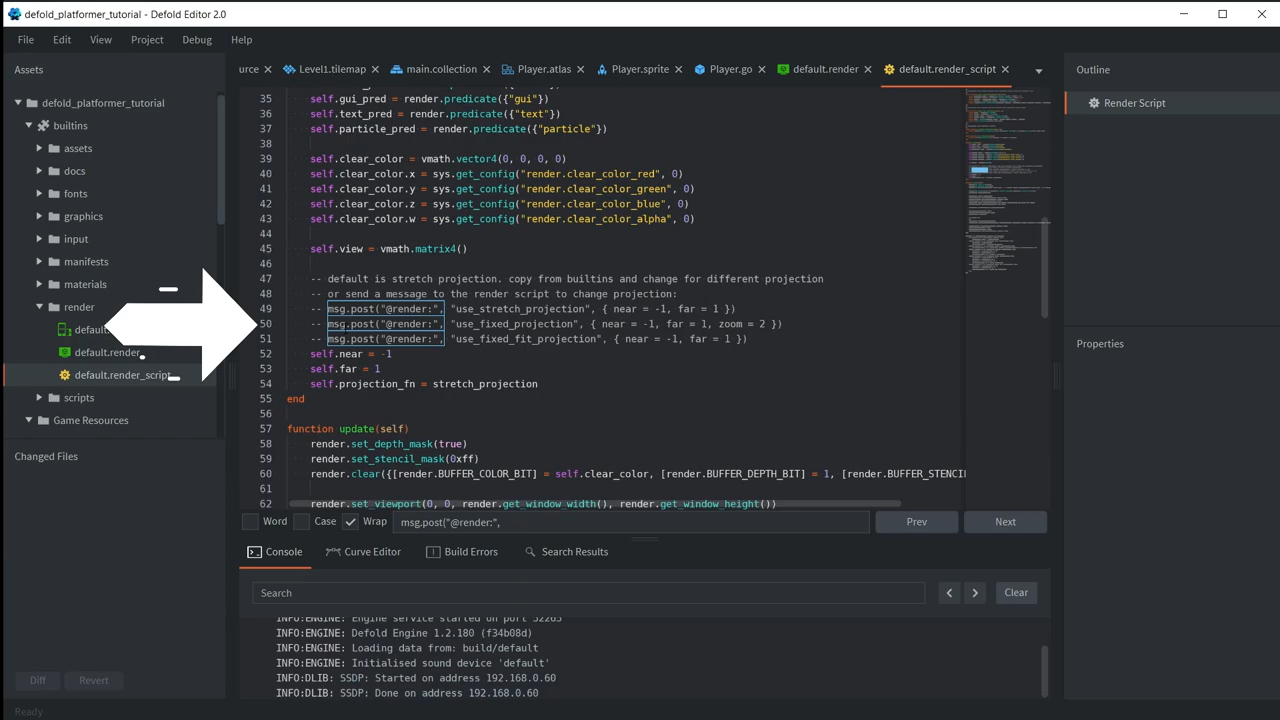 defold_platformer_tutorial - Defold Editor 2.0
File Edit View Project Debug Help
Assets
defold_platformer_tutorial
builtins
assets
docs
fonts
graphics
input
manifests
materials
render
default.render
default.render_script
scripts
Game Resources
Changed Files
Diff Revert
Ready
urce Level1.tilemap main.collection Player.atlas Player.sprite Player.go default.render default.render_script
35 self.gui_pred = render.predicate({"gui"})
36 self.text_pred = render.predicate({"text"})
37 self.particle_pred = render.predicate({"particle"})
38
39 self.clear_color = vmath.vector4(0, 0, 0, 0)
40 self.clear_color.x = sys.get_config("render.clear_color_red", 0)
41 self.clear_color.y = sys.get_config("render.clear_color_green", 0)
42 self.clear_color.z = sys.get_config("render.clear_color_blue", 0)
43 self.clear_color.w = sys.get_config("render.clear_color_alpha", 0)
44
45 self.view = vmath.matrix4()
46
47 -- default is stretch projection. copy from builtins and change for different projection
48 -- or send a message to the render script to change projection:
49 -- msg.post("@render:", "use_stretch_projection", { near = -1, far = 1 })
50 -- msg.post("@render:", "use_fixed_projection", { near = -1, far = 1, zoom = 2 })
51 -- msg.post("@render:", "use_fixed_fit_projection", { near = -1, far = 1 })
52 self.near = -1
53 self.far = 1
54 self.projection_fn = stretch_projection
55 end
56
57 function update(self)
58 render.set_depth_mask(true)
59 render.set_stencil_mask(0xff)
60 render.clear({[render.BUFFER_COLOR_BIT] = self.clear_color, [render.BUFFER_DEPTH_BIT] = 1, [render.BUFFER_STENCI
61
62 render.set_viewport(0, 0, render.get_window_width(), render.get_window_height())
Word Case Wrap msg.post("@render:", Prev Next
Console Curve Editor Build Errors Search Results
Search Clear
INFO:ENGINE: Engine service started on port 52265
INFO:ENGINE: Defold Engine 1.2.180 (f34b08d)
INFO:ENGINE: Loading data from: build/default
INFO:ENGINE: Initialised sound device 'default'
INFO:DLIB: SSDP: Started on address 192.168.0.60
INFO:DLIB: SSDP: Done on address 192.168.0.60
Outline
Render Script
Properties